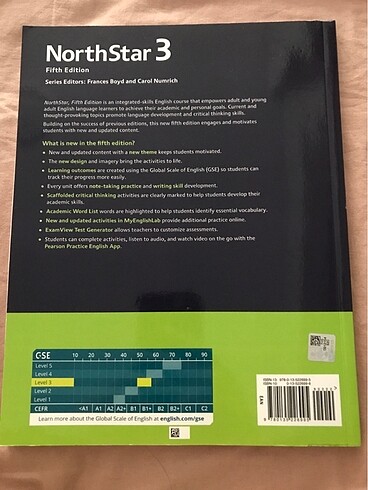 NorthStar 3
Fifth Edition
Series Editors: Frances Boyd and Carol Numrich
NorthStar, Fifth Edition is an integrated-skills English course that empowers adult and young
adult English language learners to achieve their academic and personal goals. Current and
thought-provoking topics promote language development and critical thinking skills.
Building on the success of previous editions, this new fifth edition engages and motivates
students with new and updated content.
What is new in the fifth edition?
• New and updated content with a new theme keeps students motivated.
• The new design and imagery bring the activities to life.
• Learning outcomes are created using the Global Scale of English (GSE) so students can
track their progress more easily.
• Every unit offers note-taking practice and writing skill development.
• Scaffolded critical thinking activities are clearly marked to help students develop their
academic skills.
• Academic Word List words are highlighted to help students identify essential vocabulary.
• New and updated activities in MyEnglishLab provide additional practice online.
• ExamView Test Generator allows teachers to customize assessments.
• Students can complete activities, listen to audio, and watch video on the go with the
Pearson Practice English App.
GSE 10 20 30 40 50 60 70 80 90
Level 5
Level 4
Level 3
Level 2
Level 1
CEFR <A1 A1 A2 A2+ B1 B1+ B2 B2+ C1 C2
Learn more about the Global Scale of English at english.com/gse
ISBN-13:
ISBN-10:
EAN